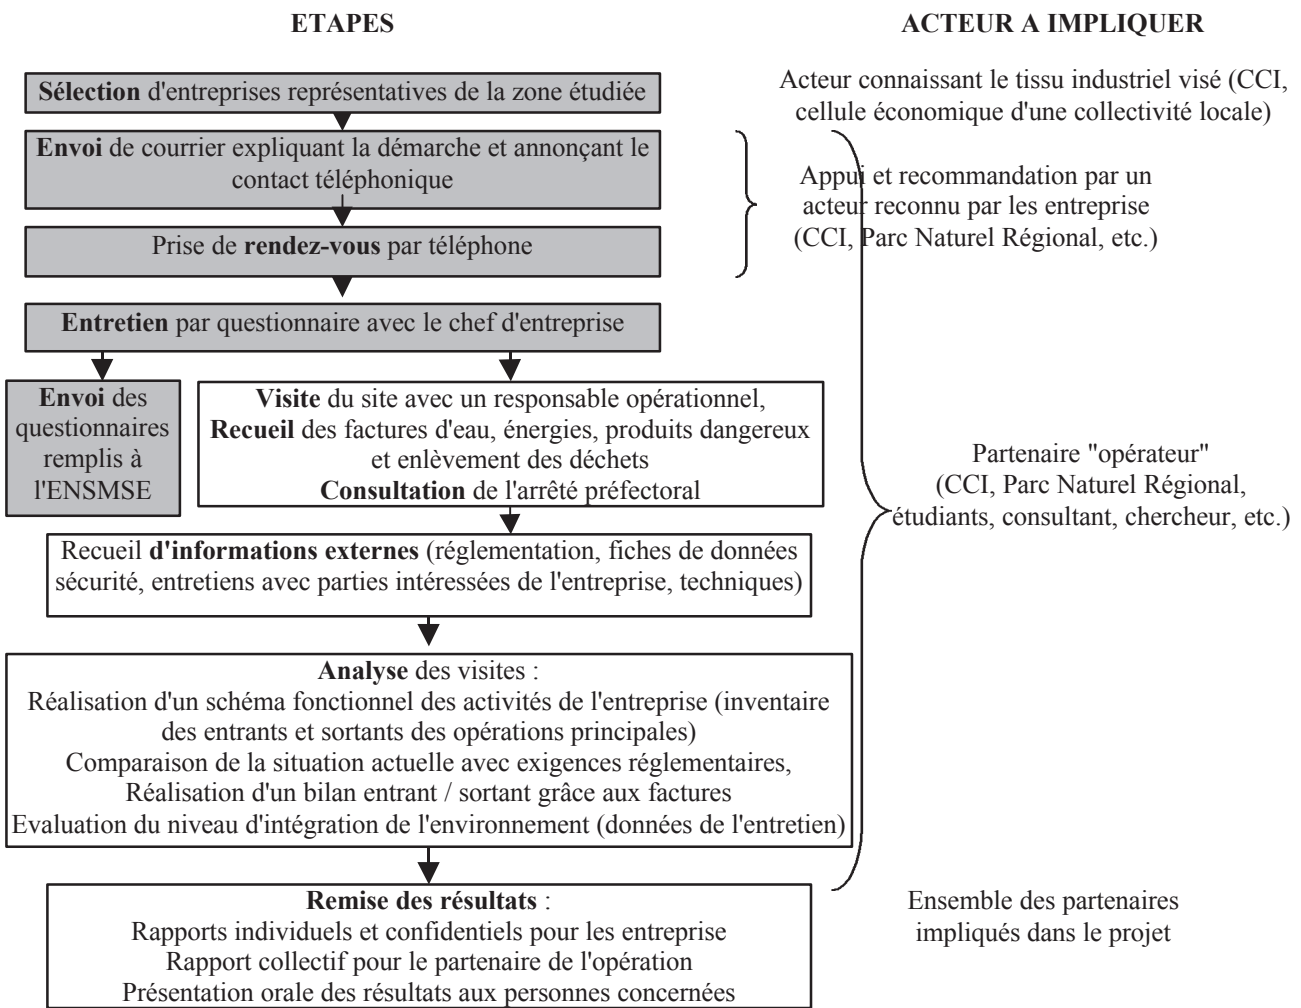 ETAPES
ACTEUR A IMPLIQUER
Sélection d'entreprises représentatives de la zone étudiée
Acteur connaissant le tissu industriel visé (CCI,
cellule économique d'une collectivité locale)
Envoi de courrier expliquant la démarche et annonçant le
contact téléphonique
Prise de rendez-vous par téléphone
Appui et recommandation par un
acteur reconnu par les entreprise
(CCI, Parc Naturel Régional, etc.)
Entretien par questionnaire avec le chef d'entreprise
Envoi des
questionnaires
remplis à
l'ENSMSE
Visite du site avec un responsable opérationnel,
Recueil des factures d'eau, énergies, produits dangereux
et enlèvement des déchets
Consultation de l'arrêté préfectoral
Partenaire "opérateur"
(CCI, Parc Naturel Régional,
étudiants, consultant, chercheur, etc.)
Recueil d'informations externes (réglementation, fiches de données
sécurité, entretiens avec parties intéressées de l'entreprise, techniques)
Analyse des visites :
Réalisation d'un schéma fonctionnel des activités de l'entreprise (inventaire
des entrants et sortants des opérations principales)
Comparaison de la situation actuelle avec exigences réglementaires,
Réalisation d'un bilan entrant / sortant grâce aux factures
Evaluation du niveau d'intégration de l'environnement (données de l'entretien)
Remise des résultats :
Rapports individuels et confidentiels pour les entreprise
Rapport collectif pour le partenaire de l'opération
Présentation orale des résultats aux personnes concernées
Ensemble des partenaires
impliqués dans le projet